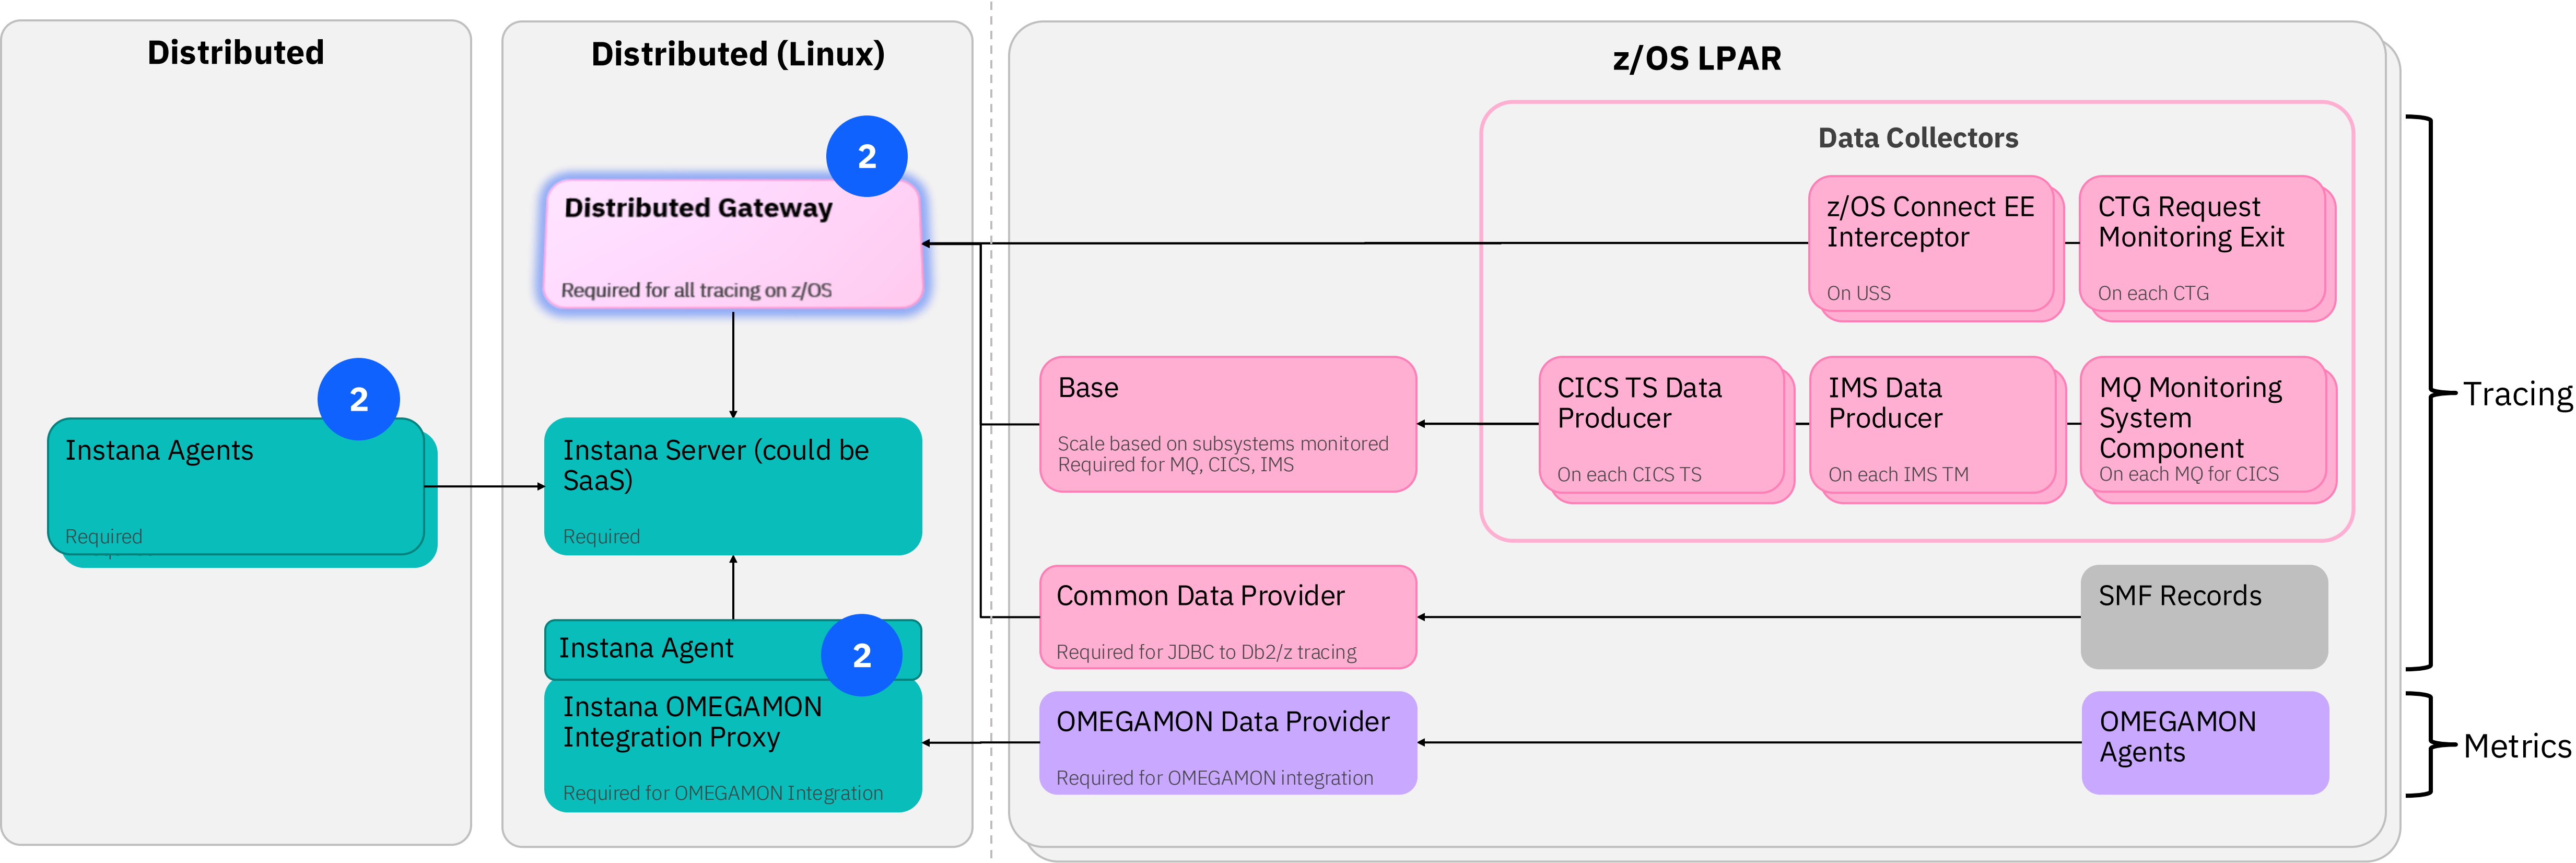 Distributed
Distributed (Linux)
z/OS LPAR
2
Distributed Gateway
Required for all tracing on z/OS
2
Instana Agents
Required
Instana Server (could be
SaaS)
Required
Instana Agent
2
Instana OMEGAMON
Integration Proxy
Required for OMEGAMON Integration
Data Collectors
z/OS Connect EE
Interceptor
On USS
CTG Request
Monitoring Exit
On each CTG
Base
Scale based on subsystems monitored
Required for MQ, CICS, IMS
CICS TS Data
Producer
On each CICS TS
IMS Data
Producer
On each IMS TM
MQ Monitoring
System
Component
On each MQ for CICS
Common Data Provider
Required for JDBC to Db2/z tracing
SMF Records
OMEGAMON Data Provider
Required for OMEGAMON integration
OMEGAMON
Agents
Tracing
Metrics